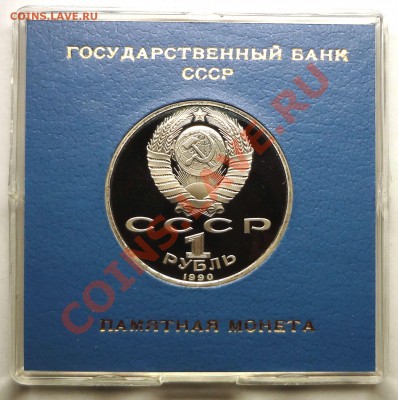 COINS.LAVE.RU
ГОСУДАРСТВЕННЫЙ БАНК
СССР
СССР
1
РУБЛЬ
1990
ПАМЯТНАЯ МОНЕТА
COINS.LAVE.RU